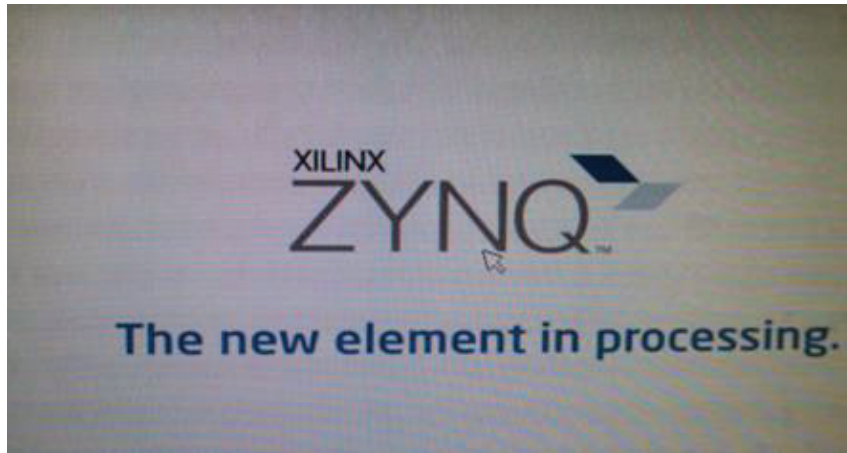 XILINX
ZYNQ™
The new element in processing.